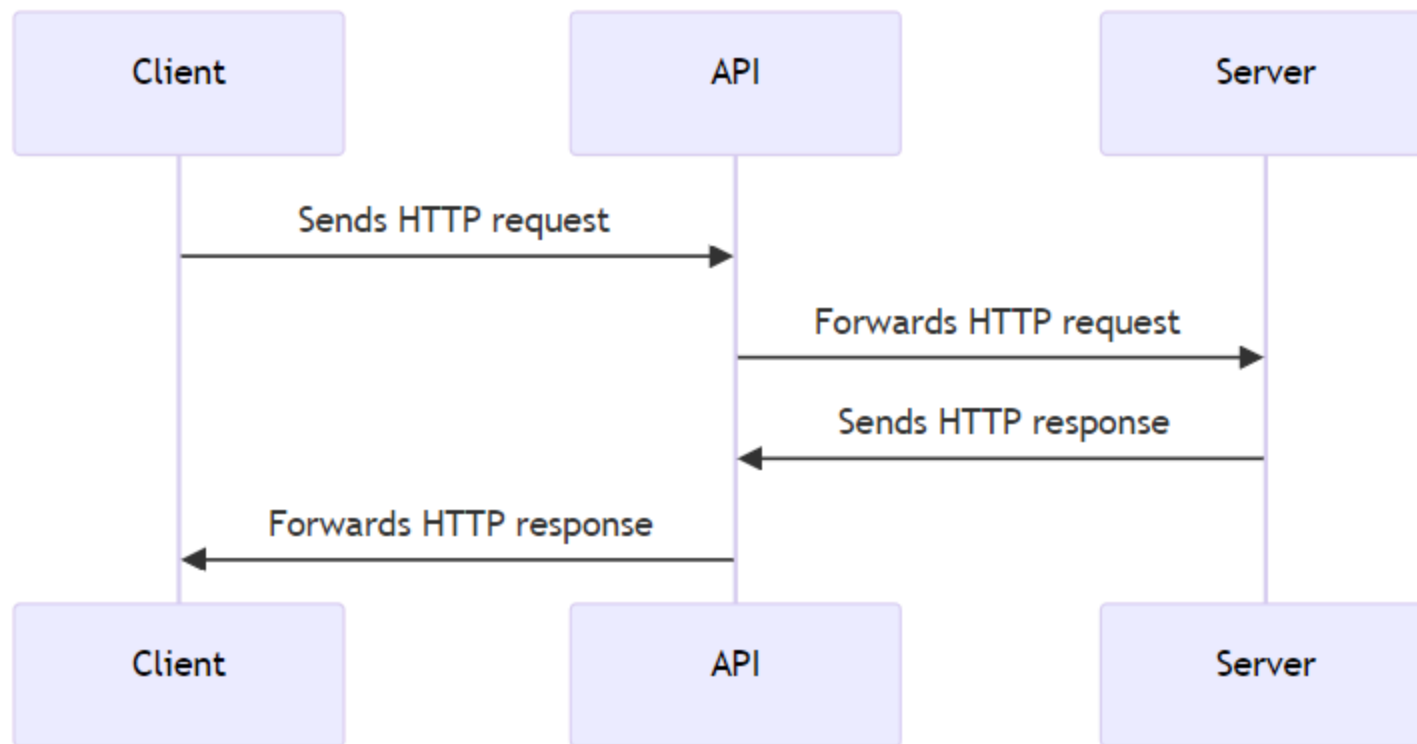 Client
API
Server
Sends HTTP request
Forwards HTTP request
Sends HTTP response
Forwards HTTP response
Client
API
Server